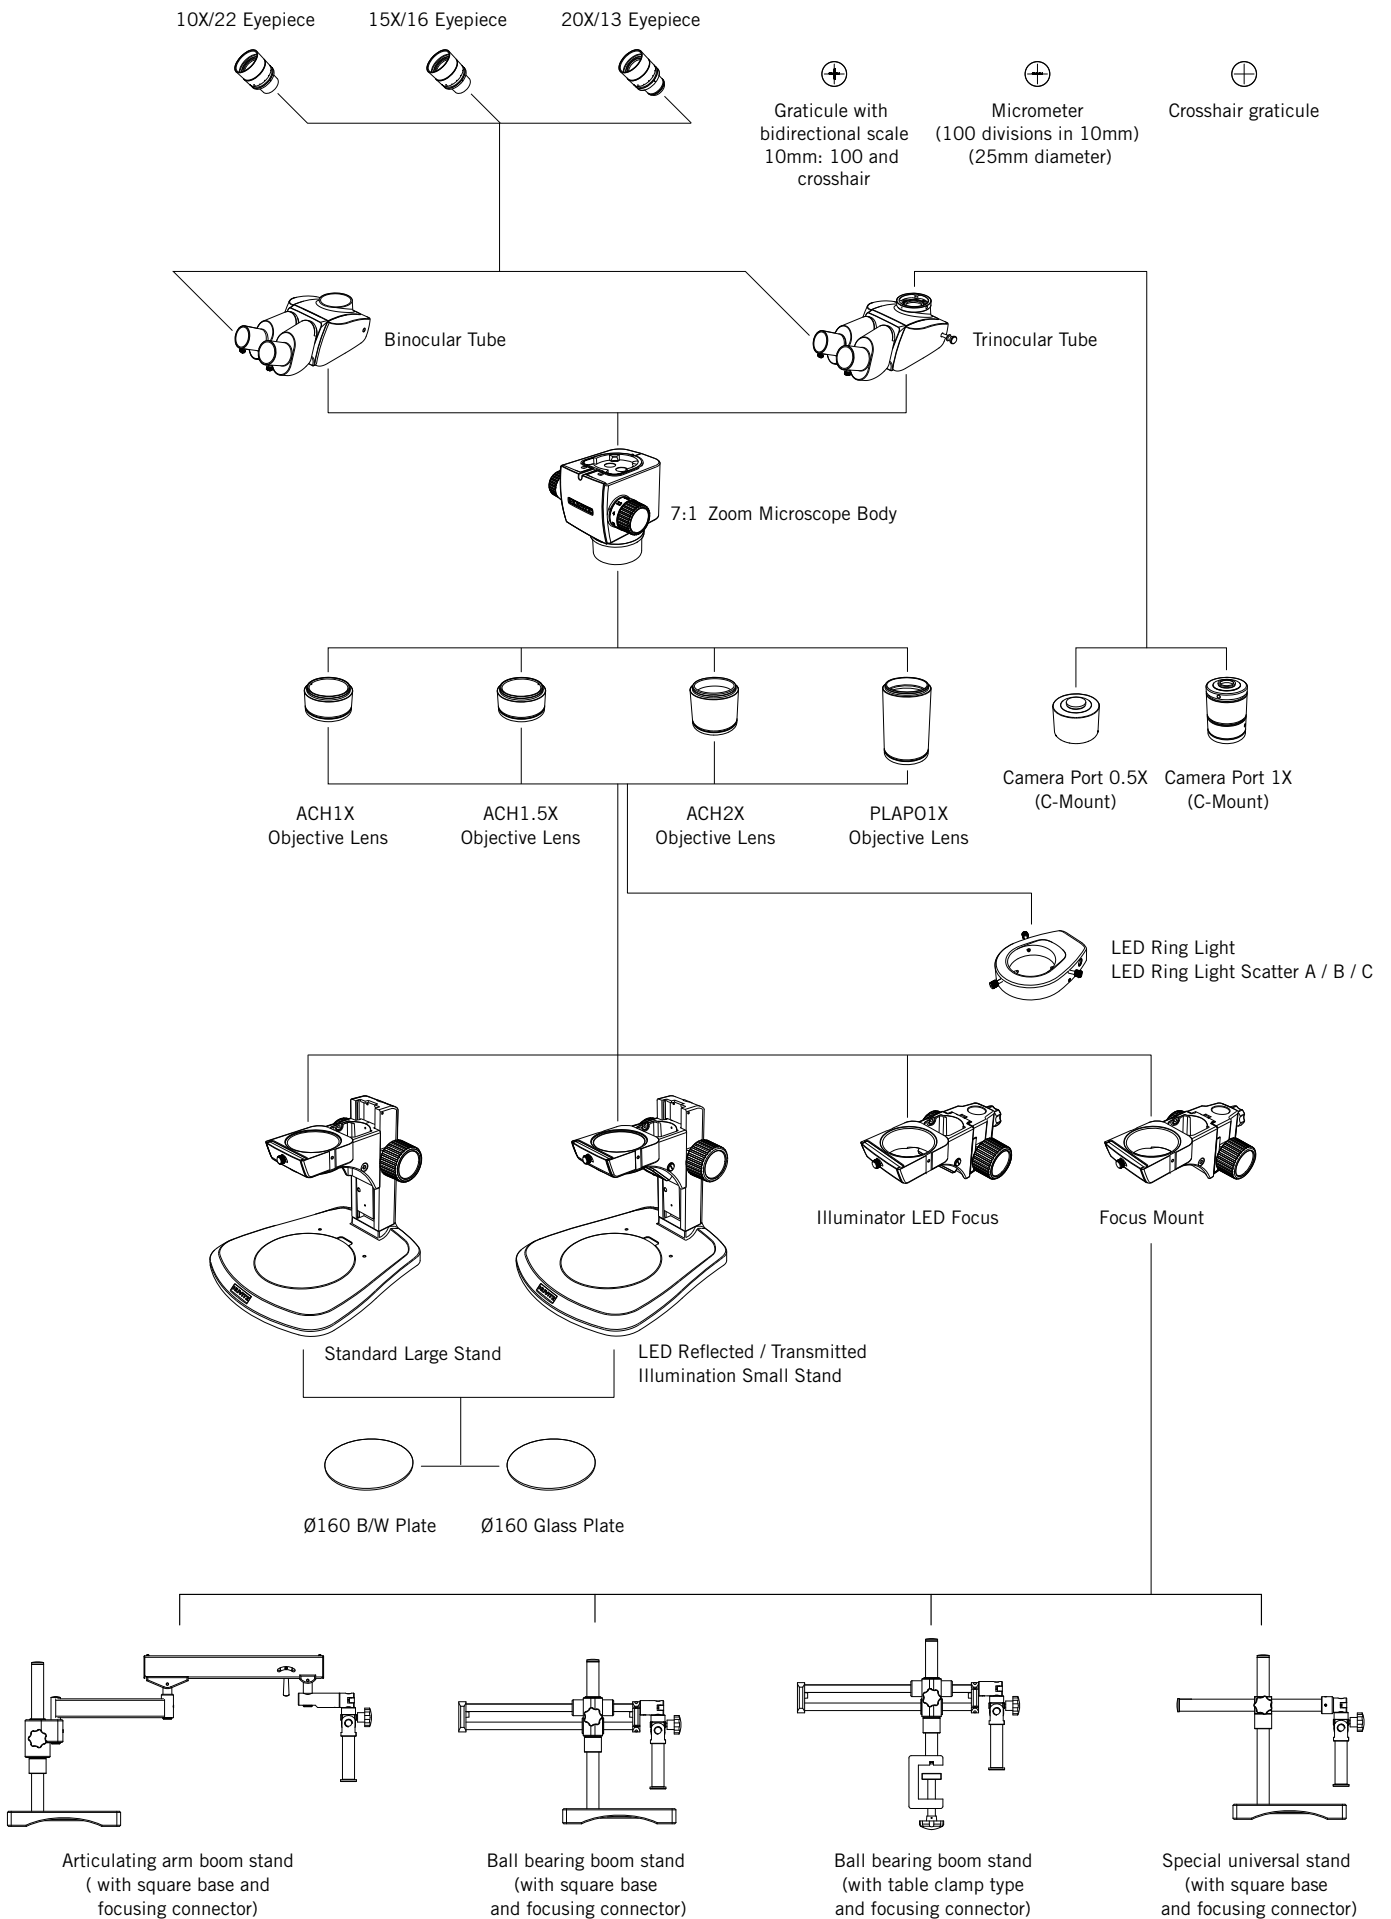 10X/22 Eyepiece
15X/16 Eyepiece
20X/13 Eyepiece
Graticule with
bidirectional scale
10mm: 100 and
crosshair
Micrometer
(100 divisions in 10mm)
(25mm diameter)
Crosshair graticule
Binocular Tube
Trinocular Tube
7:1 Zoom Microscope Body
Camera Port 0.5X
(C-Mount)
Camera Port 1X
(C-Mount)
ACH1X
Objective Lens
ACH1.5X
Objective Lens
ACH2X
Objective Lens
PLAPO1X
Objective Lens
LED Ring Light
LED Ring Light Scatter A / B / C
Illuminator LED Focus
Focus Mount
Standard Large Stand
LED Reflected / Transmitted
Illumination Small Stand
Ø160 B/W Plate
Ø160 Glass Plate
Articulating arm boom stand
( with square base and
focusing connector)
Ball bearing boom stand
(with square base
and focusing connector)
Ball bearing boom stand
(with table clamp type
and focusing connector)
Special universal stand
(with square base
and focusing connector)